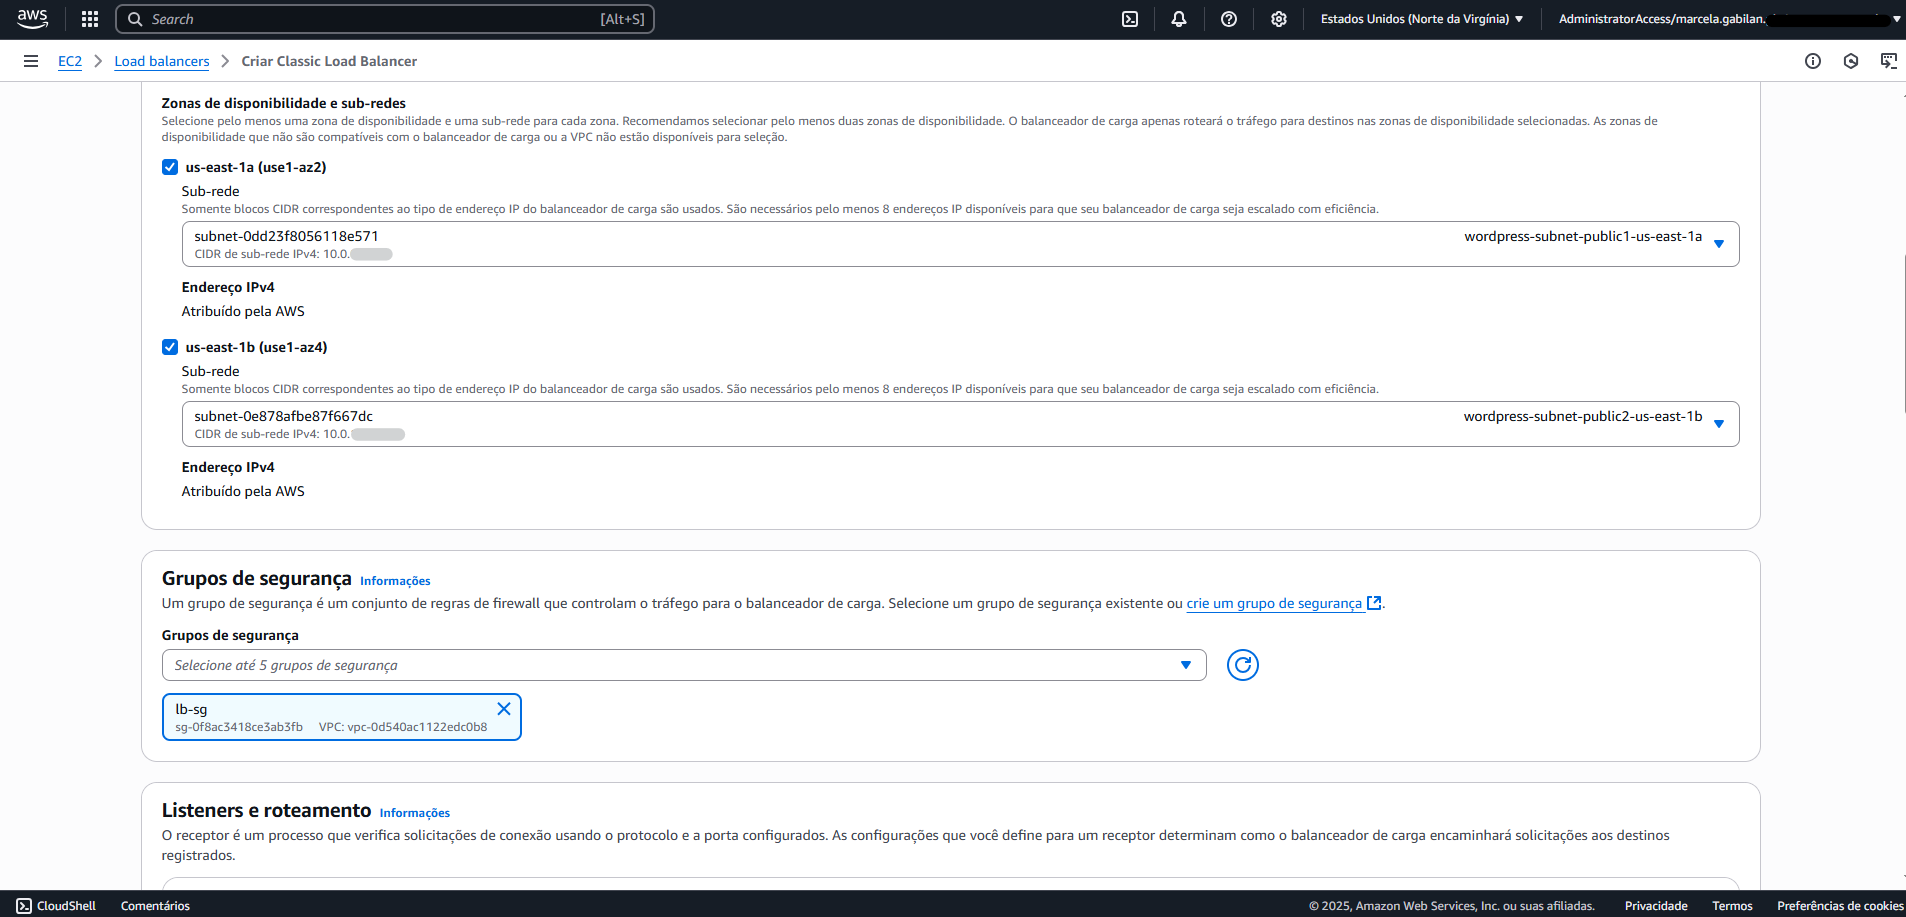 aws
Search
[Alt+S]
Estados Unidos (Norte da Virgínia)
AdministratorAccess/marcela.gabilan.
EC2
Load balancers
Criar Classic Load Balancer
Zonas de disponibilidade e sub-redes
Selecione pelo menos uma zona de disponibilidade e uma sub-rede para cada zona. Recomendamos selecionar pelo menos duas zonas de disponibilidade. O balanceador de carga apenas roteará o tráfego para destinos nas zonas de disponibilidade selecionadas. As zonas de
disponibilidade que não são compatíveis com o balanceador de carga ou a VPC não estão disponíveis para seleção.
us-east-1a (use1-az2)
Sub-rede
Somente blocos CIDR correspondentes ao tipo de endereço IP do balanceador de carga são usados. São necessários pelo menos 8 endereços IP disponíveis para que seu balanceador de carga seja escalado com eficiência.
subnet-0dd23f8056118e571
wordpress-subnet-public1-us-east-1a
CIDR de sub-rede IPv4: 10.0.
Endereço IPv4
Atribuído pela AWS
us-east-1b (use1-az4)
Sub-rede
Somente blocos CIDR correspondentes ao tipo de endereço IP do balanceador de carga são usados. São necessários pelo menos 8 endereços IP disponíveis para que seu balanceador de carga seja escalado com eficiência.
subnet-0e878afbe87f667dc
wordpress-subnet-public2-us-east-1b
CIDR de sub-rede IPv4: 10.0.
Endereço IPv4
Atribuído pela AWS
Grupos de segurança Informações
Um grupo de segurança é um conjunto de regras de firewall que controlam o tráfego para o balanceador de carga. Selecione um grupo de segurança existente ou crie um grupo de segurança.
Grupos de segurança
Selecione até 5 grupos de segurança
lb-sg
sg-0f8ac3418ce3ab3fb VPC: vpc-0d540ac1122edc0b8
Listeners e roteamento Informações
O receptor é um processo que verifica solicitações de conexão usando o protocolo e a porta configurados. As configurações que você define para um receptor determinam como o balanceador de carga encaminhará solicitações aos destinos
registrados.
CloudShell
Comentários
© 2025, Amazon Web Services, Inc. ou suas afiliadas.
Privacidade
Termos
Preferências de cookies